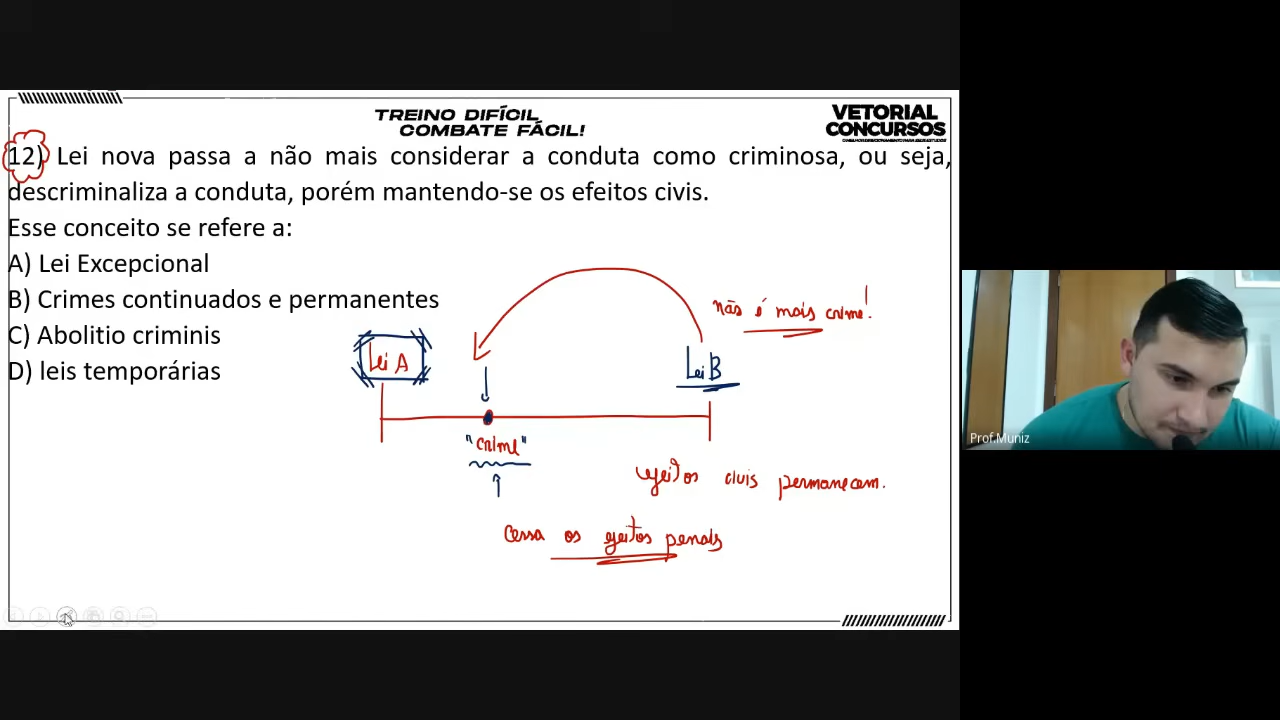 TREINO DIFÍCIL
COMBATE FÁCIL!
VETORIAL
CONCURSOS
12) Lei nova passa a não mais considerar a conduta como criminosa, ou seja,
descriminaliza a conduta, porém mantendo-se os efeitos civis.
Esse conceito se refere a:
A) Lei Excepcional
B) Crimes continuados e permanentes
C) Abolitio criminis
D) leis temporárias
não é mais crime!
Lei A
Lei B
"crime"
efeitos civis permanecem.
cessa os efeitos penais
Prof.Muniz